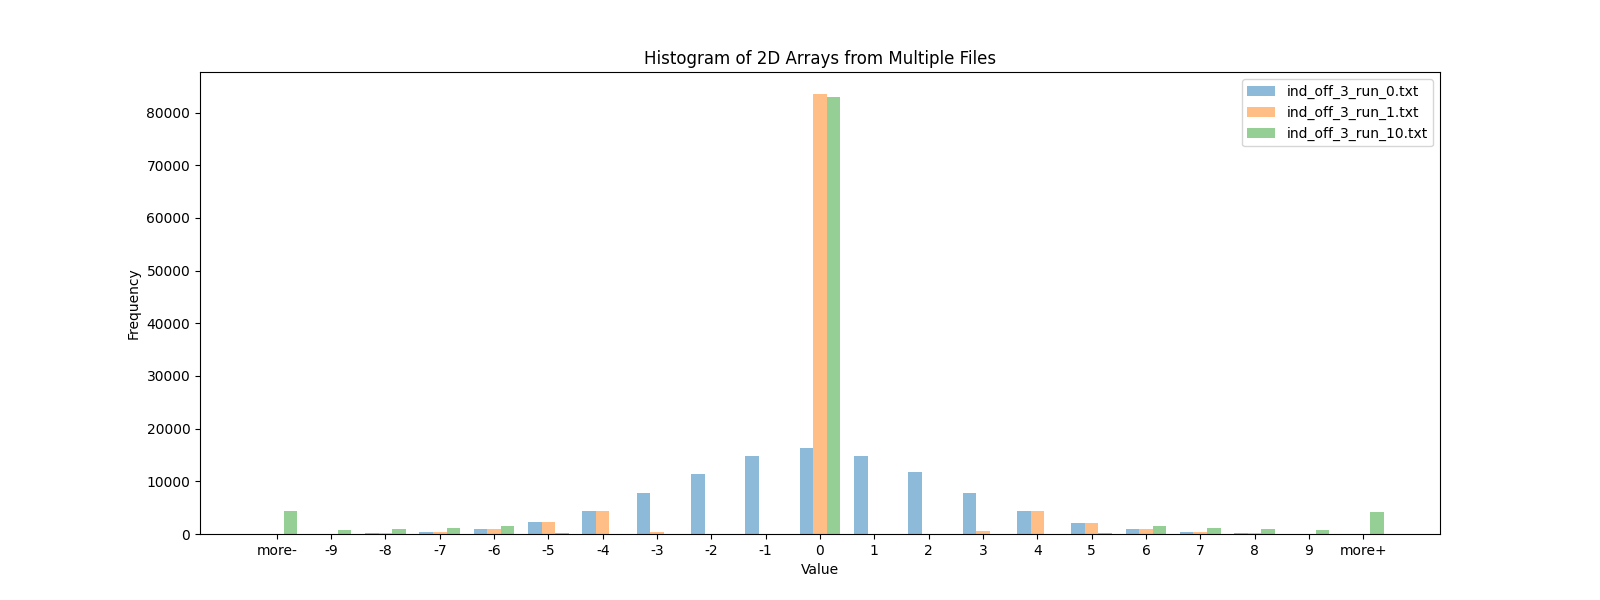 Histogram of 2D Arrays from Multiple Files
ind_off_3_run_0.txt
ind_off_3_run_1.txt
ind_off_3_run_10.txt
Frequency
80000
70000
60000
50000
40000
30000
20000
10000
0
more- -9 -8 -7 -6 -5 -4 -3 -2 -1 0 1 2 3 4 5 6 7 8 9 more+
Value